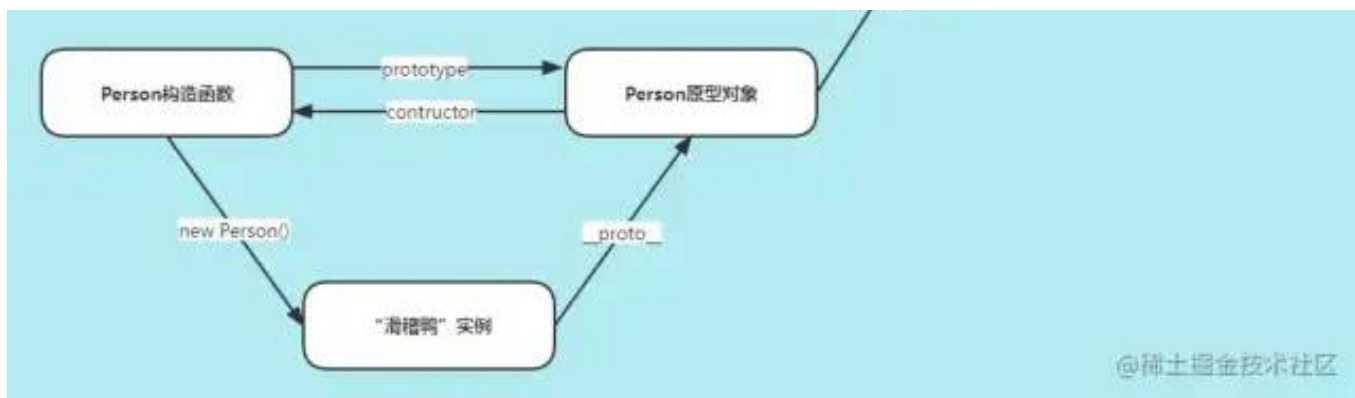 prototype
Person构造函数
Person原型对象
contructor
new Person()
__proto__
“滑稽鸭”实例
@稀土掘金技术社区